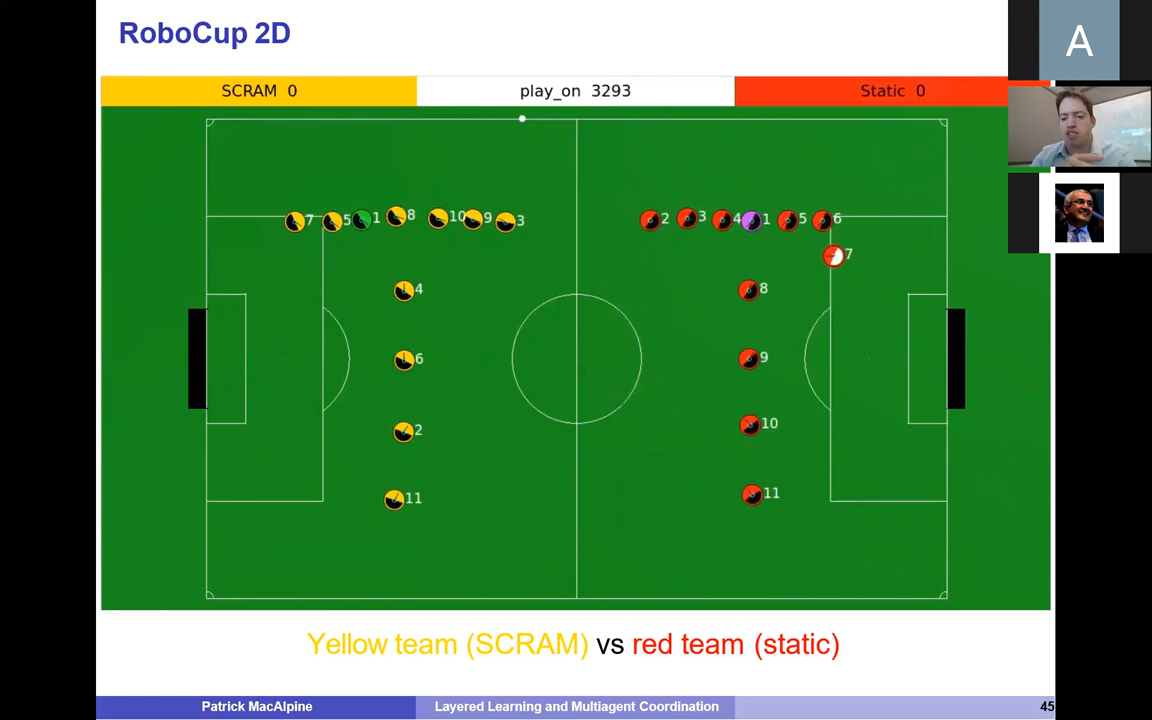 RoboCup 2D
SCRAM 0 play_on 3293 Static 0
A
7 5 1 8 10 9 3 2 3 4 1 5 6
7
4 8
6 9
2 10
11 11
Yellow team (SCRAM) vs red team (static)
Patrick MacAlpine Layered Learning and Multiagent Coordination 45